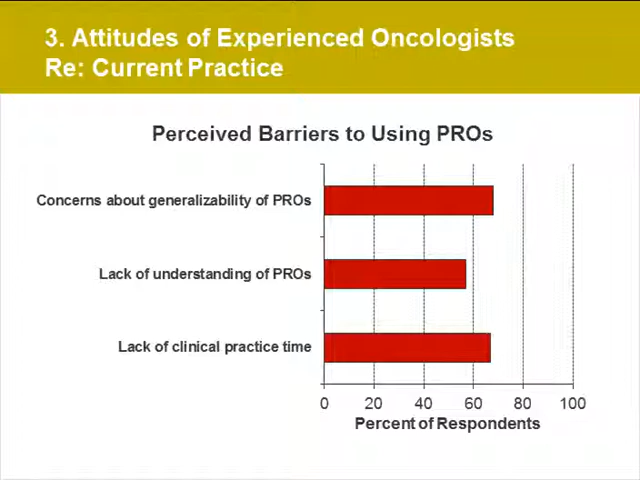 3. Attitudes of Experienced Oncologists
Re: Current Practice
Perceived Barriers to Using PROs
Concerns about generalizability of PROs
Lack of understanding of PROs
Lack of clinical practice time
0 20 40 60 80 100
Percent of Respondents